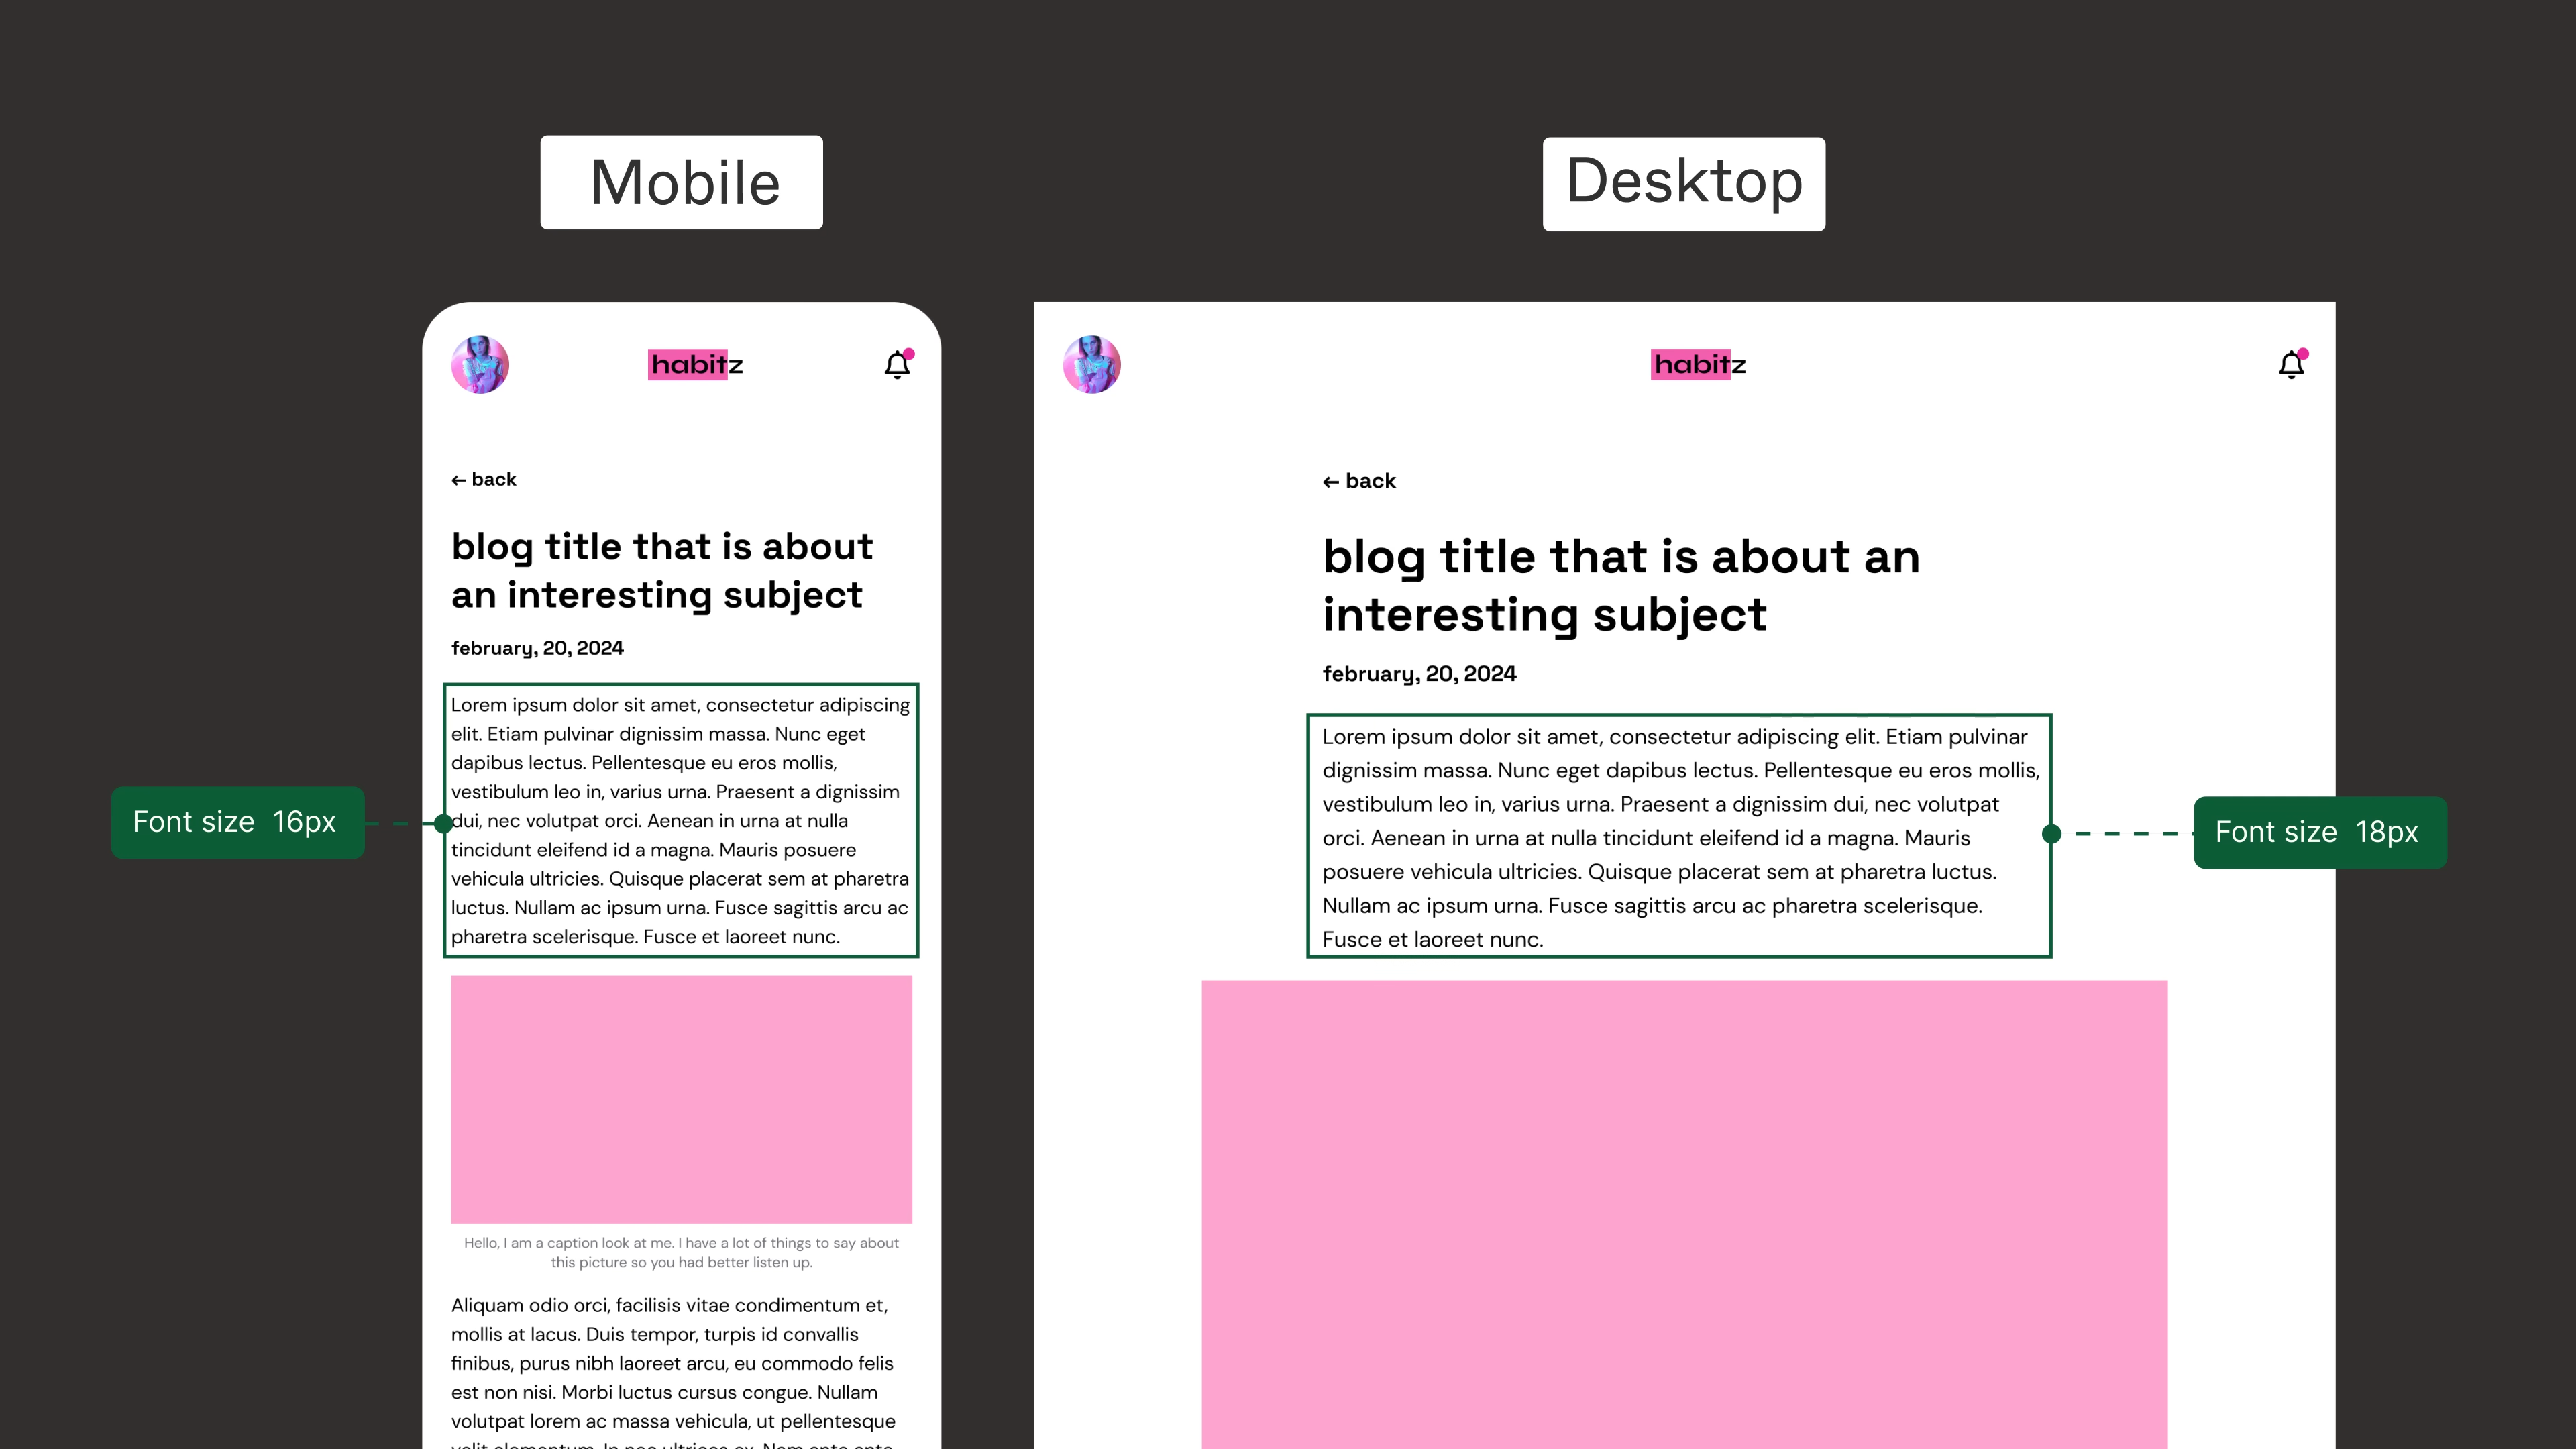 Mobile
habitz
← back
blog title that is about
an interesting subject
february, 20, 2024
Lorem ipsum dolor sit amet, consectetur adipiscing
elit. Etiam pulvinar dignissim massa. Nunc eget
dapibus lectus. Pellentesque eu eros mollis,
vestibulum leo in, varius urna. Praesent a dignissim
dui, nec volutpat orci. Aenean in urna at nulla
tincidunt eleifend id a magna. Mauris posuere
vehicula ultricies. Quisque placerat sem at pharetra
luctus. Nullam ac ipsum urna. Fusce sagittis arcu ac
pharetra scelerisque. Fusce et laoreet nunc.
Font size 16px
Hello, I am a caption look at me. I have a lot of things to say about
this picture so you had better listen up.
Aliquam odio orci, facilisis vitae condimentum et,
mollis at lacus. Duis tempor, turpis id convallis
finibus, purus nibh laoreet arcu, eu commodo felis
est non nisi. Morbi luctus cursus congue. Nullam
volutpat lorem ac massa vehicula, ut pellentesque
Desktop
habitz
← back
blog title that is about an
interesting subject
february, 20, 2024
Lorem ipsum dolor sit amet, consectetur adipiscing elit. Etiam pulvinar
dignissim massa. Nunc eget dapibus lectus. Pellentesque eu eros mollis,
vestibulum leo in, varius urna. Praesent a dignissim dui, nec volutpat
orci. Aenean in urna at nulla tincidunt eleifend id a magna. Mauris
posuere vehicula ultricies. Quisque placerat sem at pharetra luctus.
Nullam ac ipsum urna. Fusce sagittis arcu ac pharetra scelerisque.
Fusce et laoreet nunc.
Font size 18px